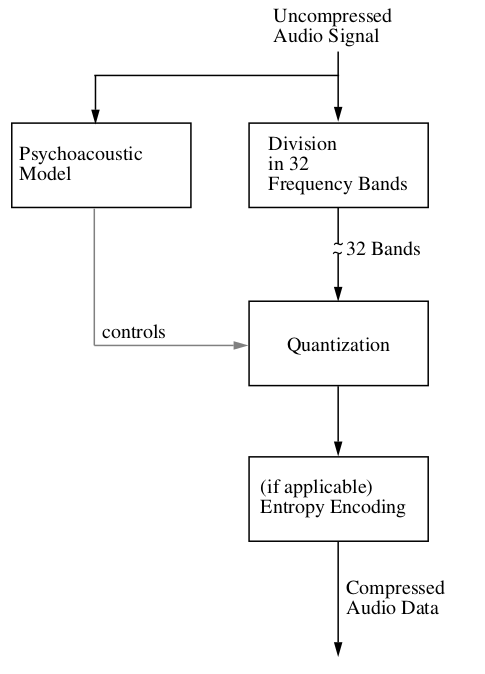 Uncompressed
Audio Signal
Psychoacoustic
Model
Division
in 32
Frequency Bands
32 Bands
controls
Quantization
(if applicable)
Entropy Encoding
Compressed
Audio Data